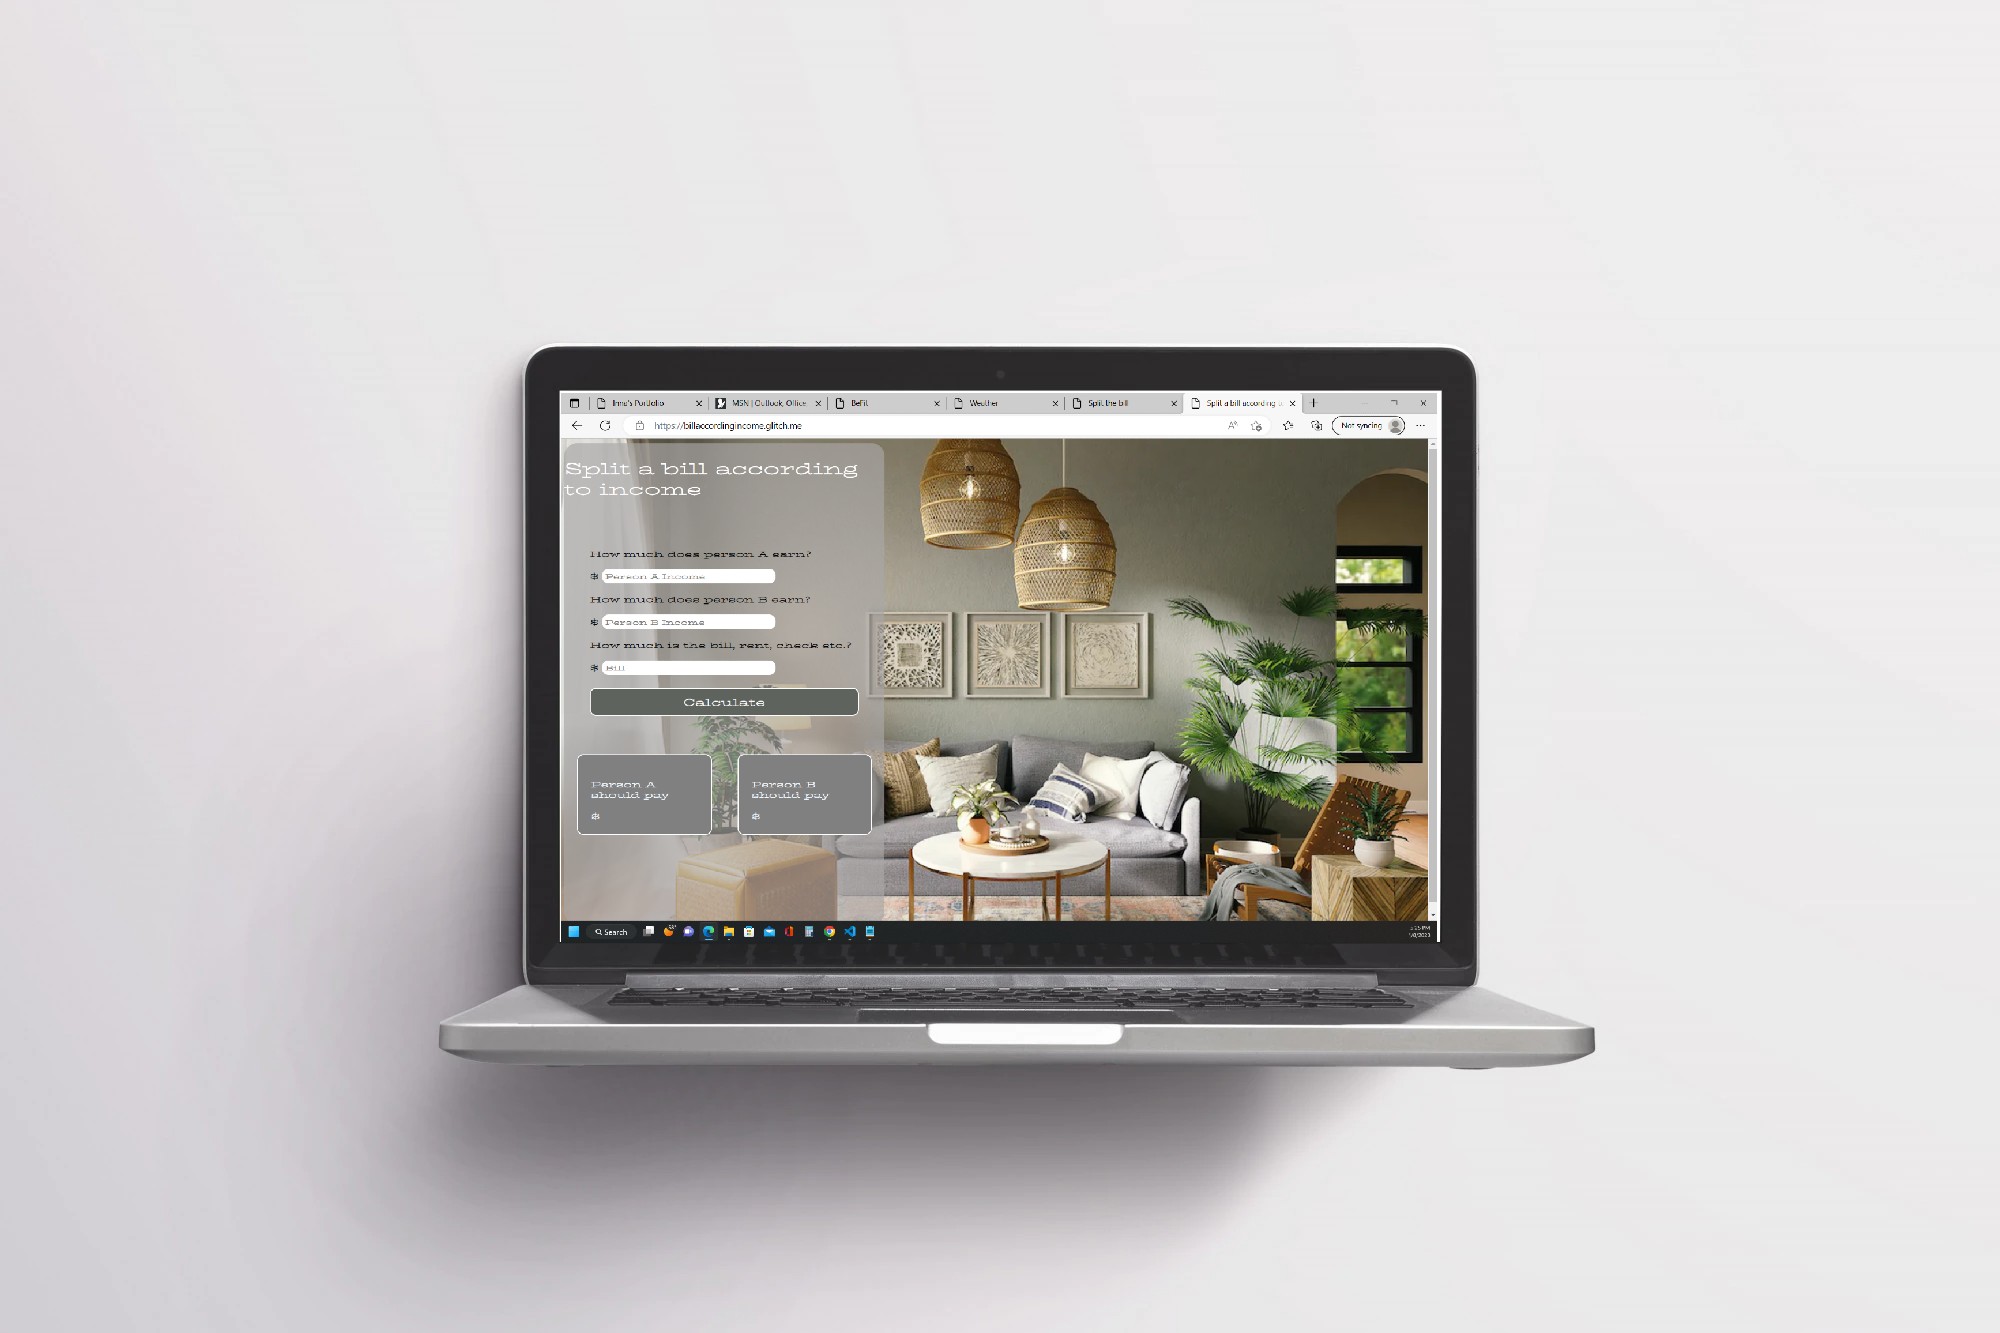 Irma's Portfolio
MSN | Outlook, Office
BeFit
Weather
Split the bill
Split a bill according to
https://billaccordingincome.glitch.me
Not syncing
Split a bill according
to income
How much does person A earn?
$ Person A Income
How much does person B earn?
$ Person B Income
How much is the bill, rent, check etc.?
$ Bill
Calculate
Person A
should pay
$
Person B
should pay
$
Search